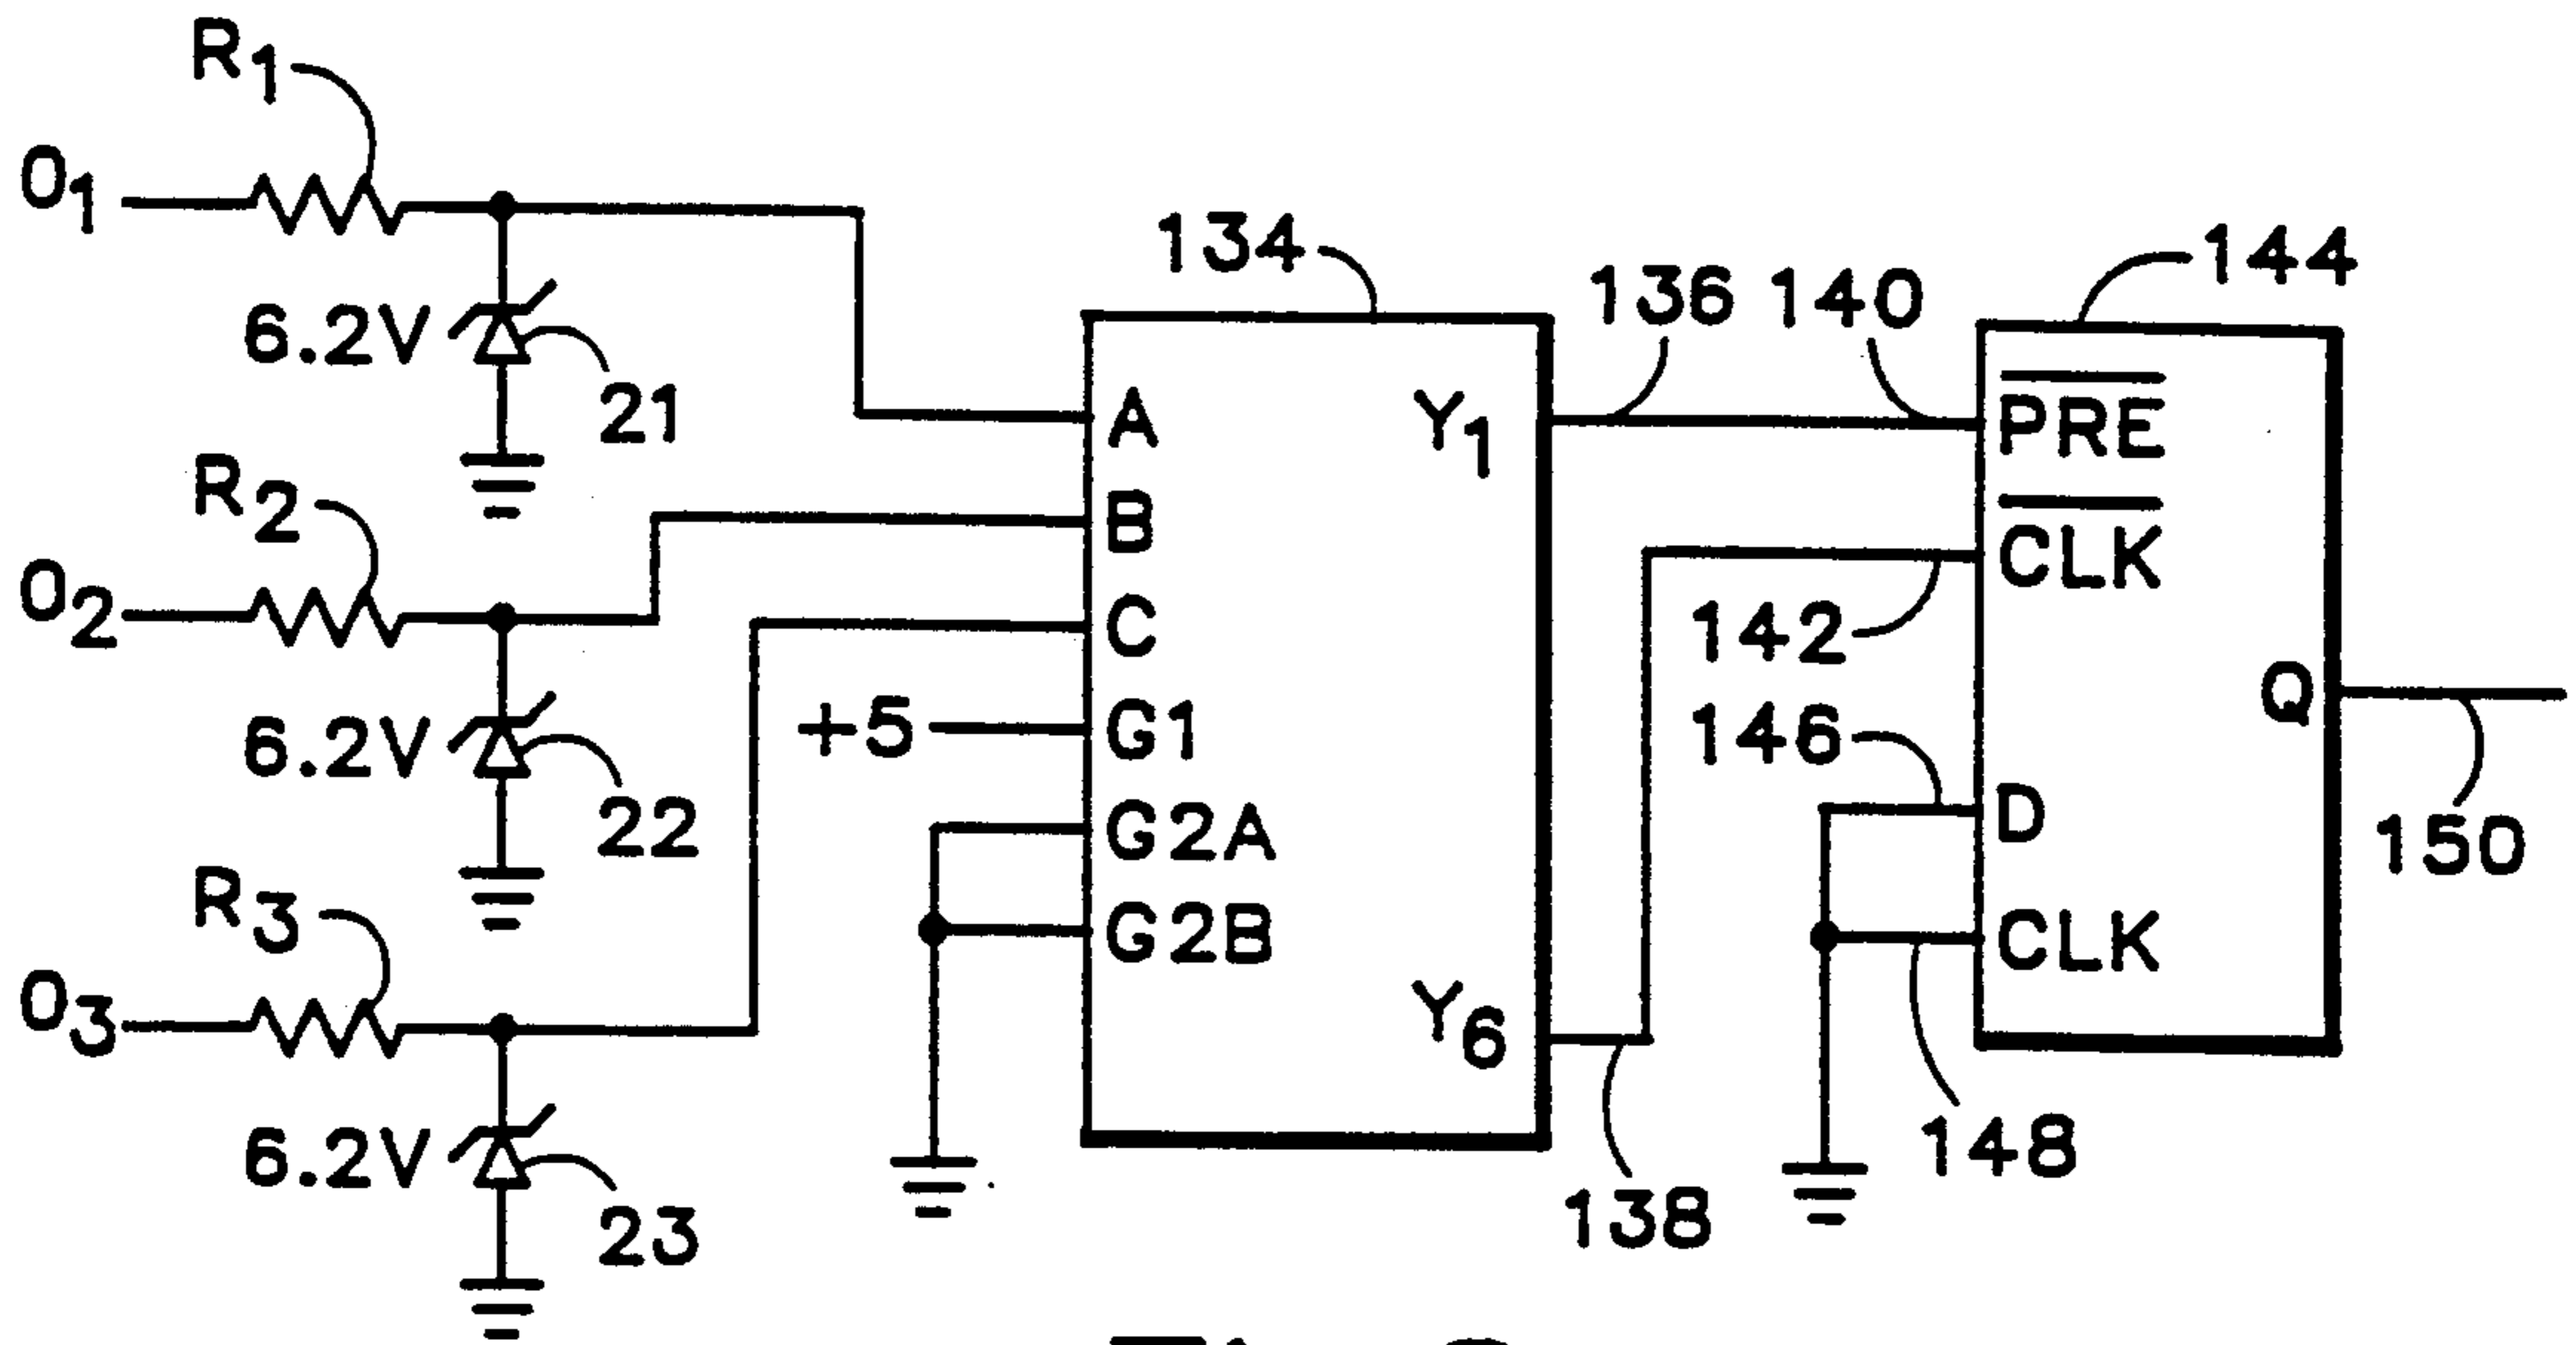 R1
O1
6.2V
21
R2
O2
6.2V
22
R3
O3
6.2V
23
134
A
B
C
+5
G1
G2A
G2B
Y1
Y6
136
140
138
142
146
148
144
PRE
CLK
D
CLK
Q
150